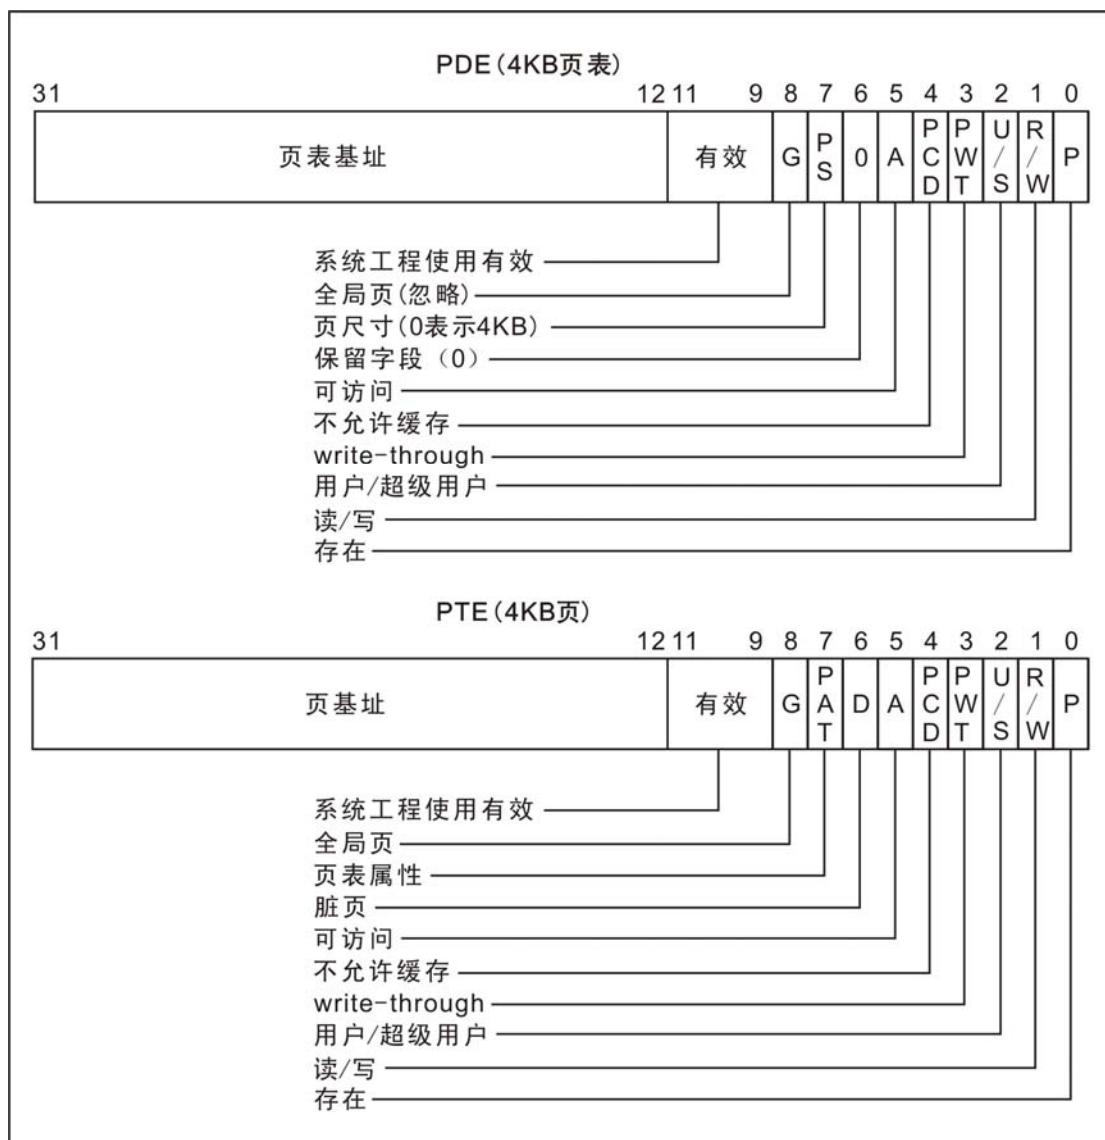 PDE(4KB页表)
31 12 11 9 8 7 6 5 4 3 2 1 0
页表基址 有效 G PS 0 A PCD PWT U/S R/W P
系统工程使用有效
全局页(忽略)
页尺寸(0表示4KB)
保留字段（0）
可访问
不允许缓存
write-through
用户/超级用户
读/写
存在
PTE(4KB页)
31 12 11 9 8 7 6 5 4 3 2 1 0
页基址 有效 G PAT D A PCD PWT U/S R/W P
系统工程使用有效
全局页
页表属性
脏页
可访问
不允许缓存
write-through
用户/超级用户
读/写
存在